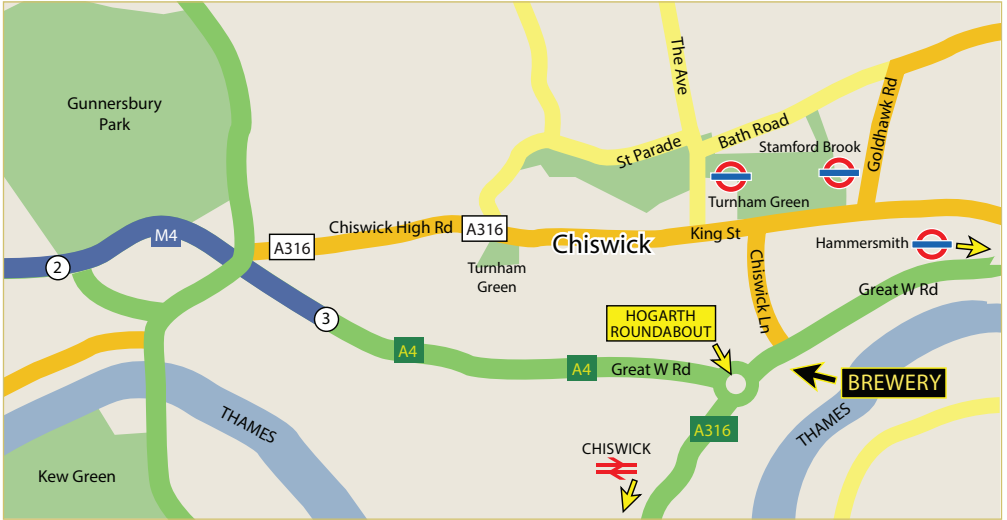 Gunnersbury
Park
The Ave
Bath Road
St Parade
Stamford Brook
Goldhawk Rd
Turnham Green
M4
A316
Chiswick High Rd
A316
Chiswick
King St
Hammersmith
2
Turnham
Green
Chiswick Ln
Great W Rd
3
HOGARTH
ROUNDABOUT
A4
A4
Great W Rd
BREWERY
THAMES
THAMES
A316
CHISWICK
Kew Green